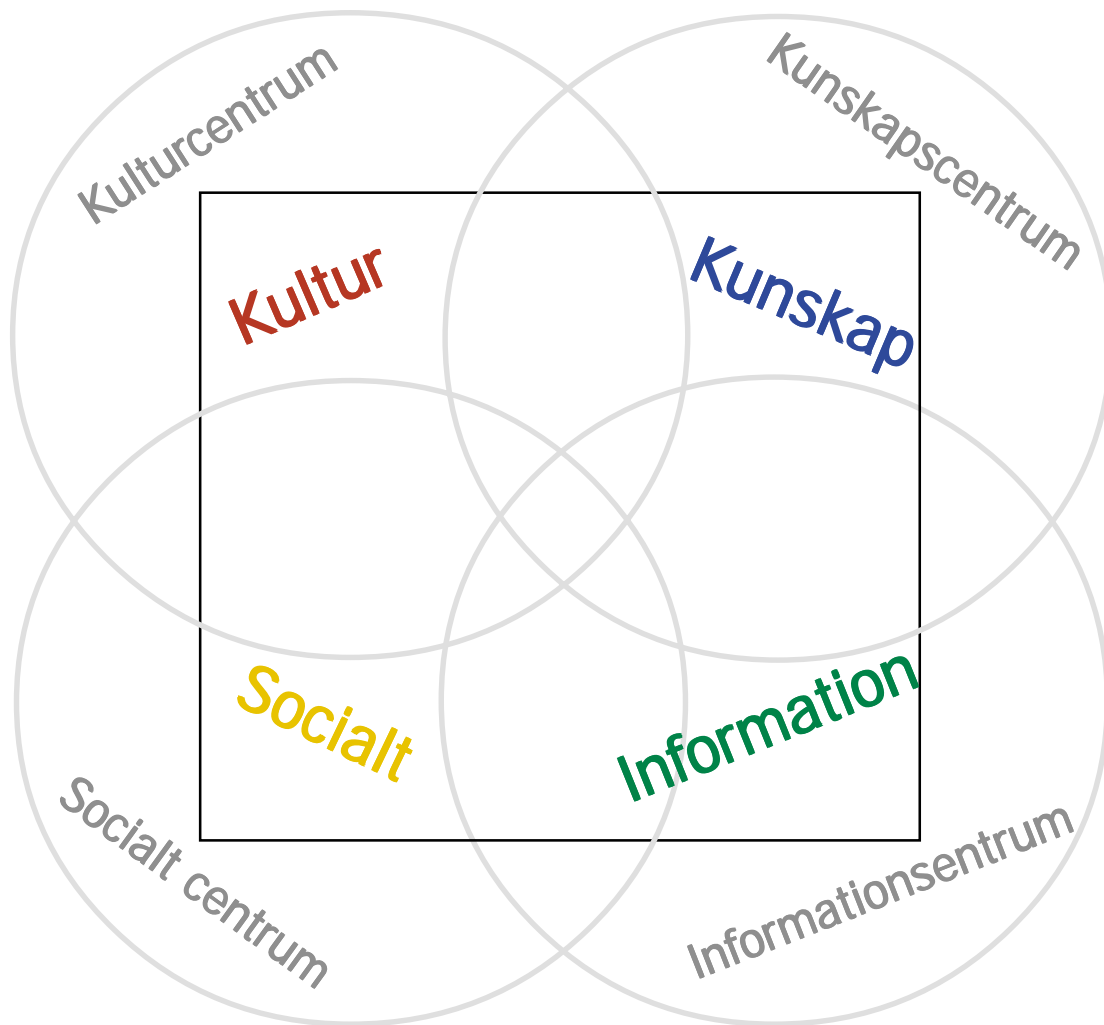 Kulturcentrum
Kunskapscentrum
Kultur
Kunskap
Socialt
Information
Socialt centrum
Informationsentrum